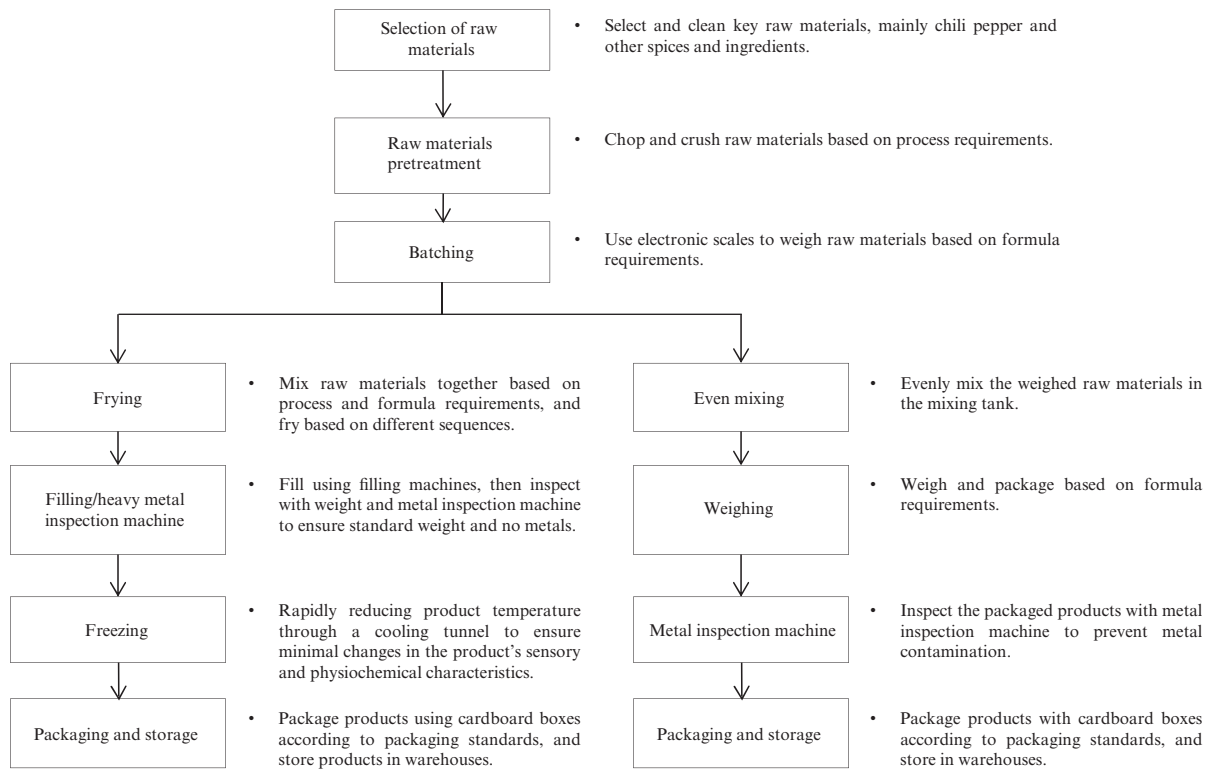 Selection of raw
materials
• Select and clean key raw materials, mainly chili pepper and
other spices and ingredients.
Raw materials
pretreatment
• Chop and crush raw materials based on process requirements.
Batching
• Use electronic scales to weigh raw materials based on formula
requirements.
Frying
• Mix raw materials together based on
process and formula requirements, and
fry based on different sequences.
Even mixing
• Evenly mix the weighed raw materials in
the mixing tank.
Filling/heavy metal
inspection machine
• Fill using filling machines, then inspect
with weight and metal inspection machine
to ensure standard weight and no metals.
Weighing
• Weigh and package based on formula
requirements.
Freezing
• Rapidly reducing product temperature
through a cooling tunnel to ensure
minimal changes in the product's sensory
and physiochemical characteristics.
Metal inspection machine
• Inspect the packaged products with metal
inspection machine to prevent metal
contamination.
Packaging and storage
• Package products using cardboard boxes
according to packaging standards, and
store products in warehouses.
Packaging and storage
• Package products with cardboard boxes
according to packaging standards, and
store in warehouses.